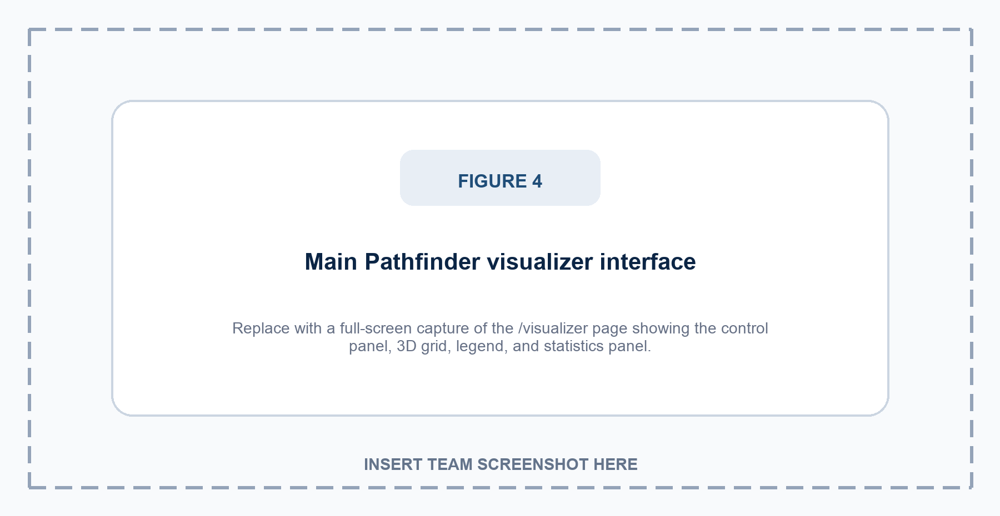 FIGURE 4
Main Pathfinder visualizer interface
Replace with a full-screen capture of the /visualizer page showing the control
panel, 3D grid, legend, and statistics panel.
INSERT TEAM SCREENSHOT HERE